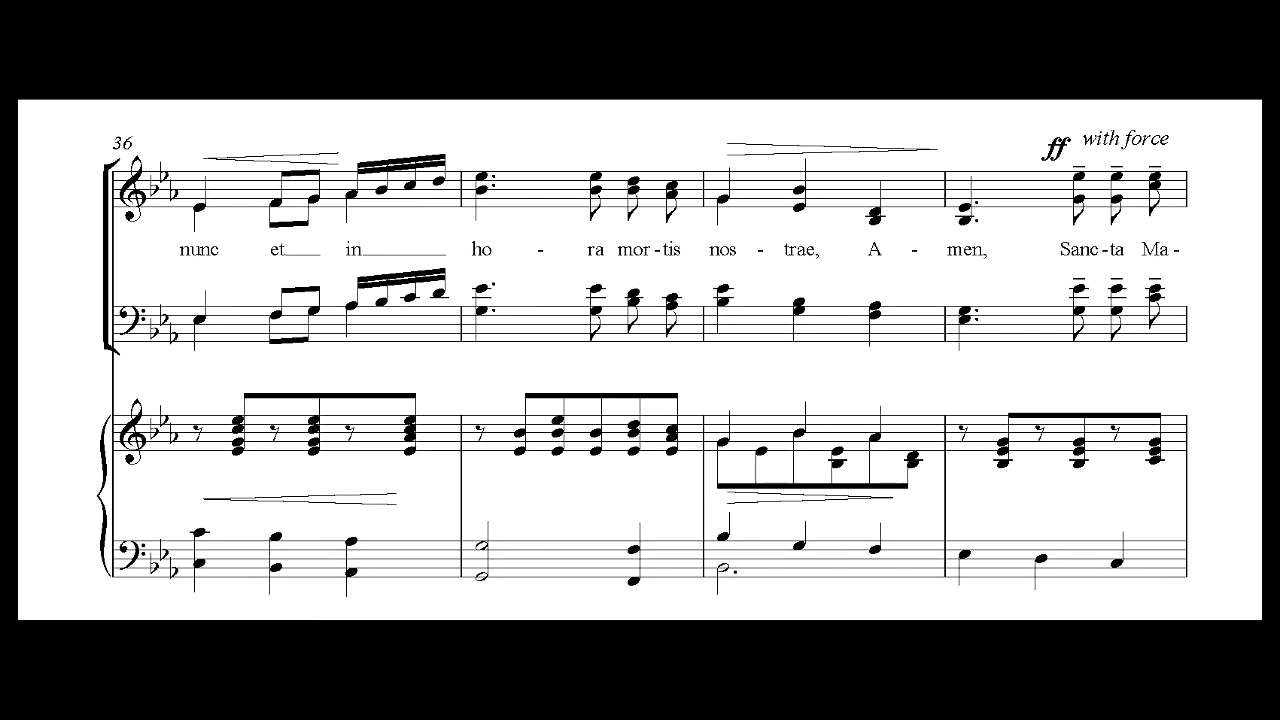 36
ff with force
nunc et in ho - ra mor - tis nos - trae, A - men, Sanc - ta Ma -